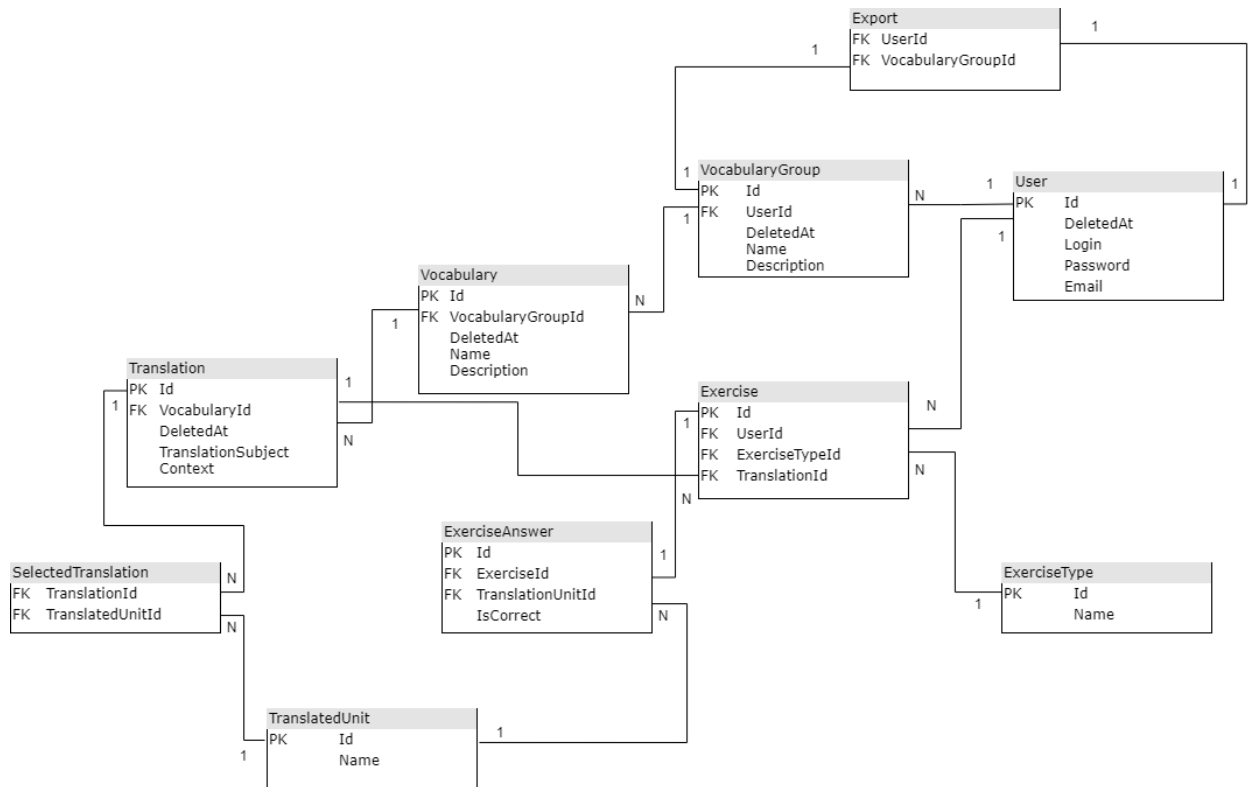 Export
FK UserId
FK VocabularyGroupId
1
1
VocabularyGroup
PK Id
FK UserId
DeletedAt
Name
Description
1
1
N
1
User
PK Id
DeletedAt
Login
Password
Email
1
1
Vocabulary
PK Id
FK VocabularyGroupId
DeletedAt
Name
Description
N
1
Translation
PK Id
FK VocabularyId
DeletedAt
TranslationSubject
Context
1
1
N
Exercise
PK Id
FK UserId
FK ExerciseTypeId
FK TranslationId
1
N
N
N
ExerciseAnswer
PK Id
FK ExerciseId
FK TranslationUnitId
IsCorrect
1
N
SelectedTranslation
FK TranslationId
FK TranslatedUnitId
N
N
ExerciseType
PK Id
Name
1
TranslatedUnit
PK Id
Name
1
1